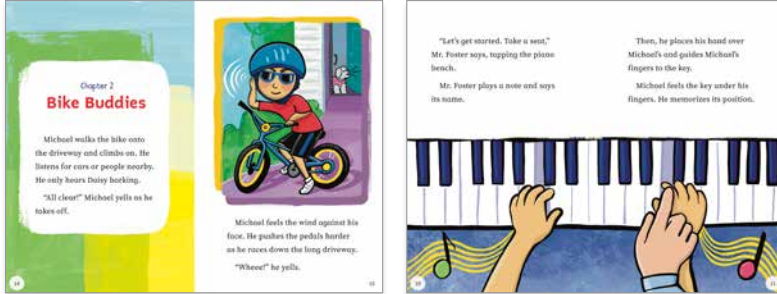 Chapter 2
Bike Buddies
Michael walks the bike onto
the driveway and climbs on. He
listens for cars or people nearby.
He only hears Daisy barking.
"All clear!" Michael yells as he
takes off.
14
Michael feels the wind against his
face. He pushes the pedals harder
as he races down the long driveway.
"Wheee!" he yells.
15
"Let's get started. Take a seat,"
Mr. Foster says, tapping the piano
bench.
Mr. Foster plays a note and says
its name.
Then, he places his hand over
Michael's and guides Michael's
fingers to the key.
Michael feels the key under his
fingers. He memorizes its position.